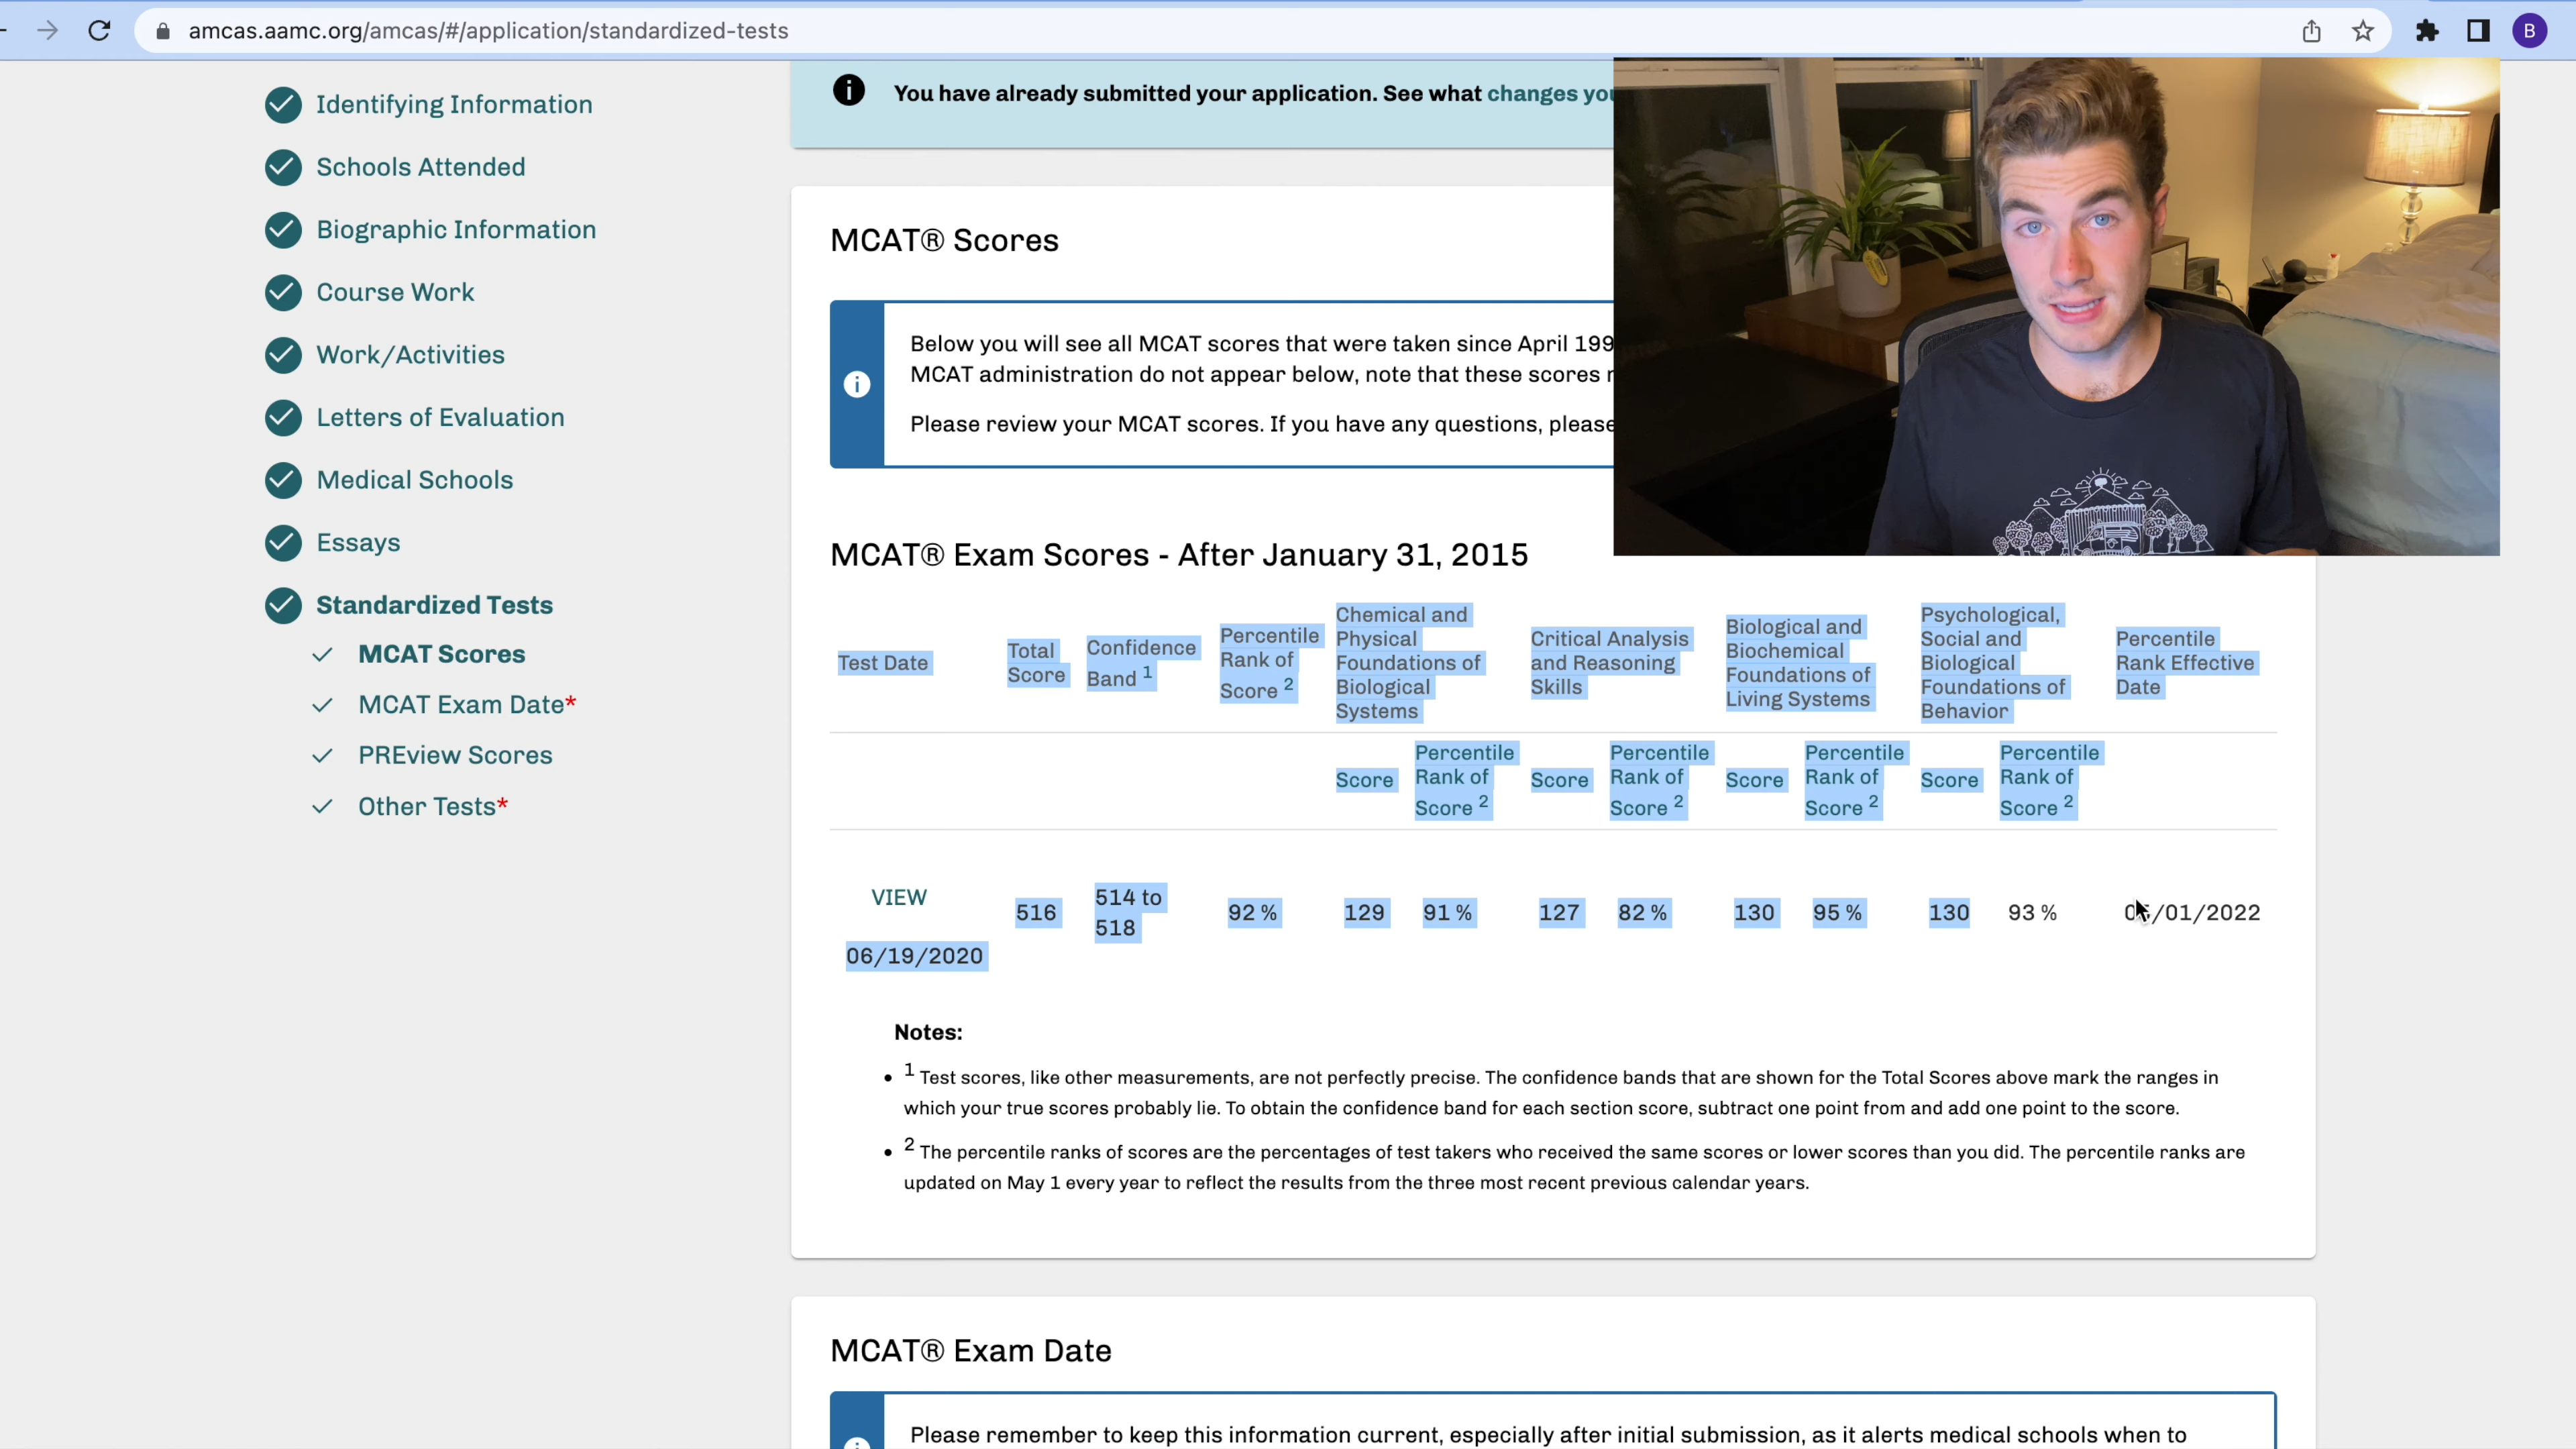 amcas.aamc.org/amcas/#/application/standardized-tests
B
Identifying Information
Schools Attended
Biographic Information
Course Work
Work/Activities
Letters of Evaluation
Medical Schools
Essays
Standardized Tests
MCAT Scores
MCAT Exam Date*
PREview Scores
Other Tests*
You have already submitted your application. See what changes you
MCAT® Scores
Below you will see all MCAT scores that were taken since April 199
MCAT administration do not appear below, note that these scores
Please review your MCAT scores. If you have any questions, please
MCAT® Exam Scores - After January 31, 2015
Test Date
Total
Score
Confidence
Band 1
Percentile
Rank of
Score 2
Chemical and
Physical
Foundations of
Biological
Systems
Critical Analysis
and Reasoning
Skills
Biological and
Biochemical
Foundations of
Living Systems
Psychological,
Social and
Biological
Foundations of
Behavior
Percentile
Rank Effective
Date
Score
Percentile
Rank of
Score 2
Score
Percentile
Rank of
Score 2
Score
Percentile
Rank of
Score 2
Score
Percentile
Rank of
Score 2
VIEW
06/19/2020
516
514 to
518
92 %
129
91 %
127
82 %
130
95 %
130
93 %
/01/2022
Notes:
• 1 Test scores, like other measurements, are not perfectly precise. The confidence bands that are shown for the Total Scores above mark the ranges in
which your true scores probably lie. To obtain the confidence band for each section score, subtract one point from and add one point to the score.
• 2 The percentile ranks of scores are the percentages of test takers who received the same scores or lower scores than you did. The percentile ranks are
updated on May 1 every year to reflect the results from the three most recent previous calendar years.
MCAT® Exam Date
Please remember to keep this information current, especially after initial submission, as it alerts medical schools when to